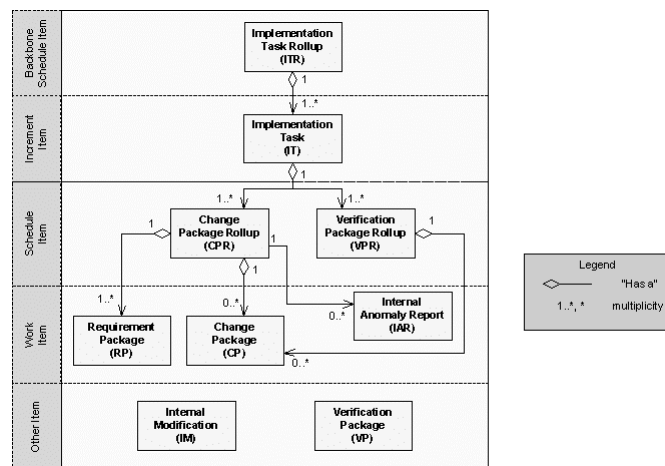 Backbone
Schedule Item
Implementation
Task Rollup
(ITR)
1
1..*
Increment
Item
Implementation
Task
(IT)
1
Schedule
Item
1..*
1..*
1
Change
Package Rollup
(CPR)
1
Verification
Package Rollup
(VPR)
1
1
1..*
0..*
0..*
Work
Item
Requirement
Package
(RP)
Change
Package
(CP)
Internal
Anomaly Report
(IAR)
0..*
Other Item
Internal
Modification
(IM)
Verification
Package
(VP)
Legend
"Has a"
1..*, * multiplicity